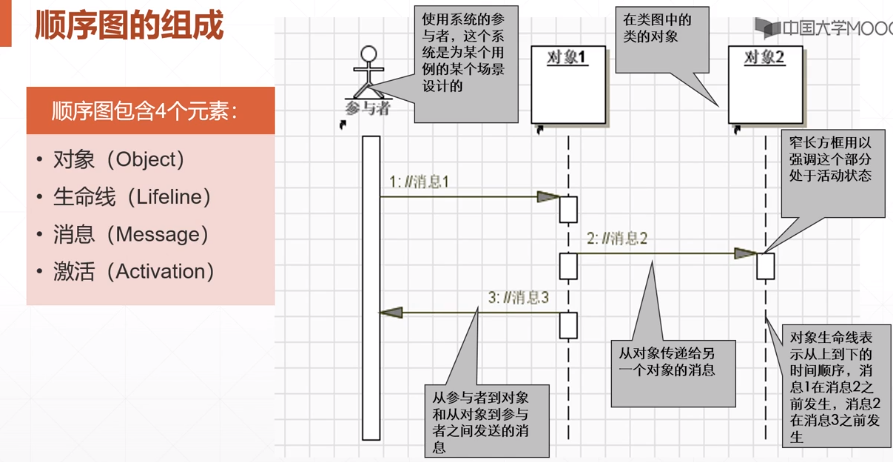 顺序图的组成
中国大学MOOC
顺序图包含4个元素：
• 对象（Object）
• 生命线（Lifeline）
• 消息（Message）
• 激活（Activation）
使用系统的参
与者，这个系
统是为某个用
例的某个场景
设计的
在类图中的
类的对象
参与者
对象1
对象2
窄长方框用以
强调这个部分
处于活动状态
1: //消息1
2: //消息2
3: //消息3
从对象传递给另
一个对象的消息
从参与者到对象
和从对象到参与
者之间发送的消
息
对象生命线表
示从上到下的
时间顺序，消
息1在消息2之
前发生，消息2
在消息3之前发
生